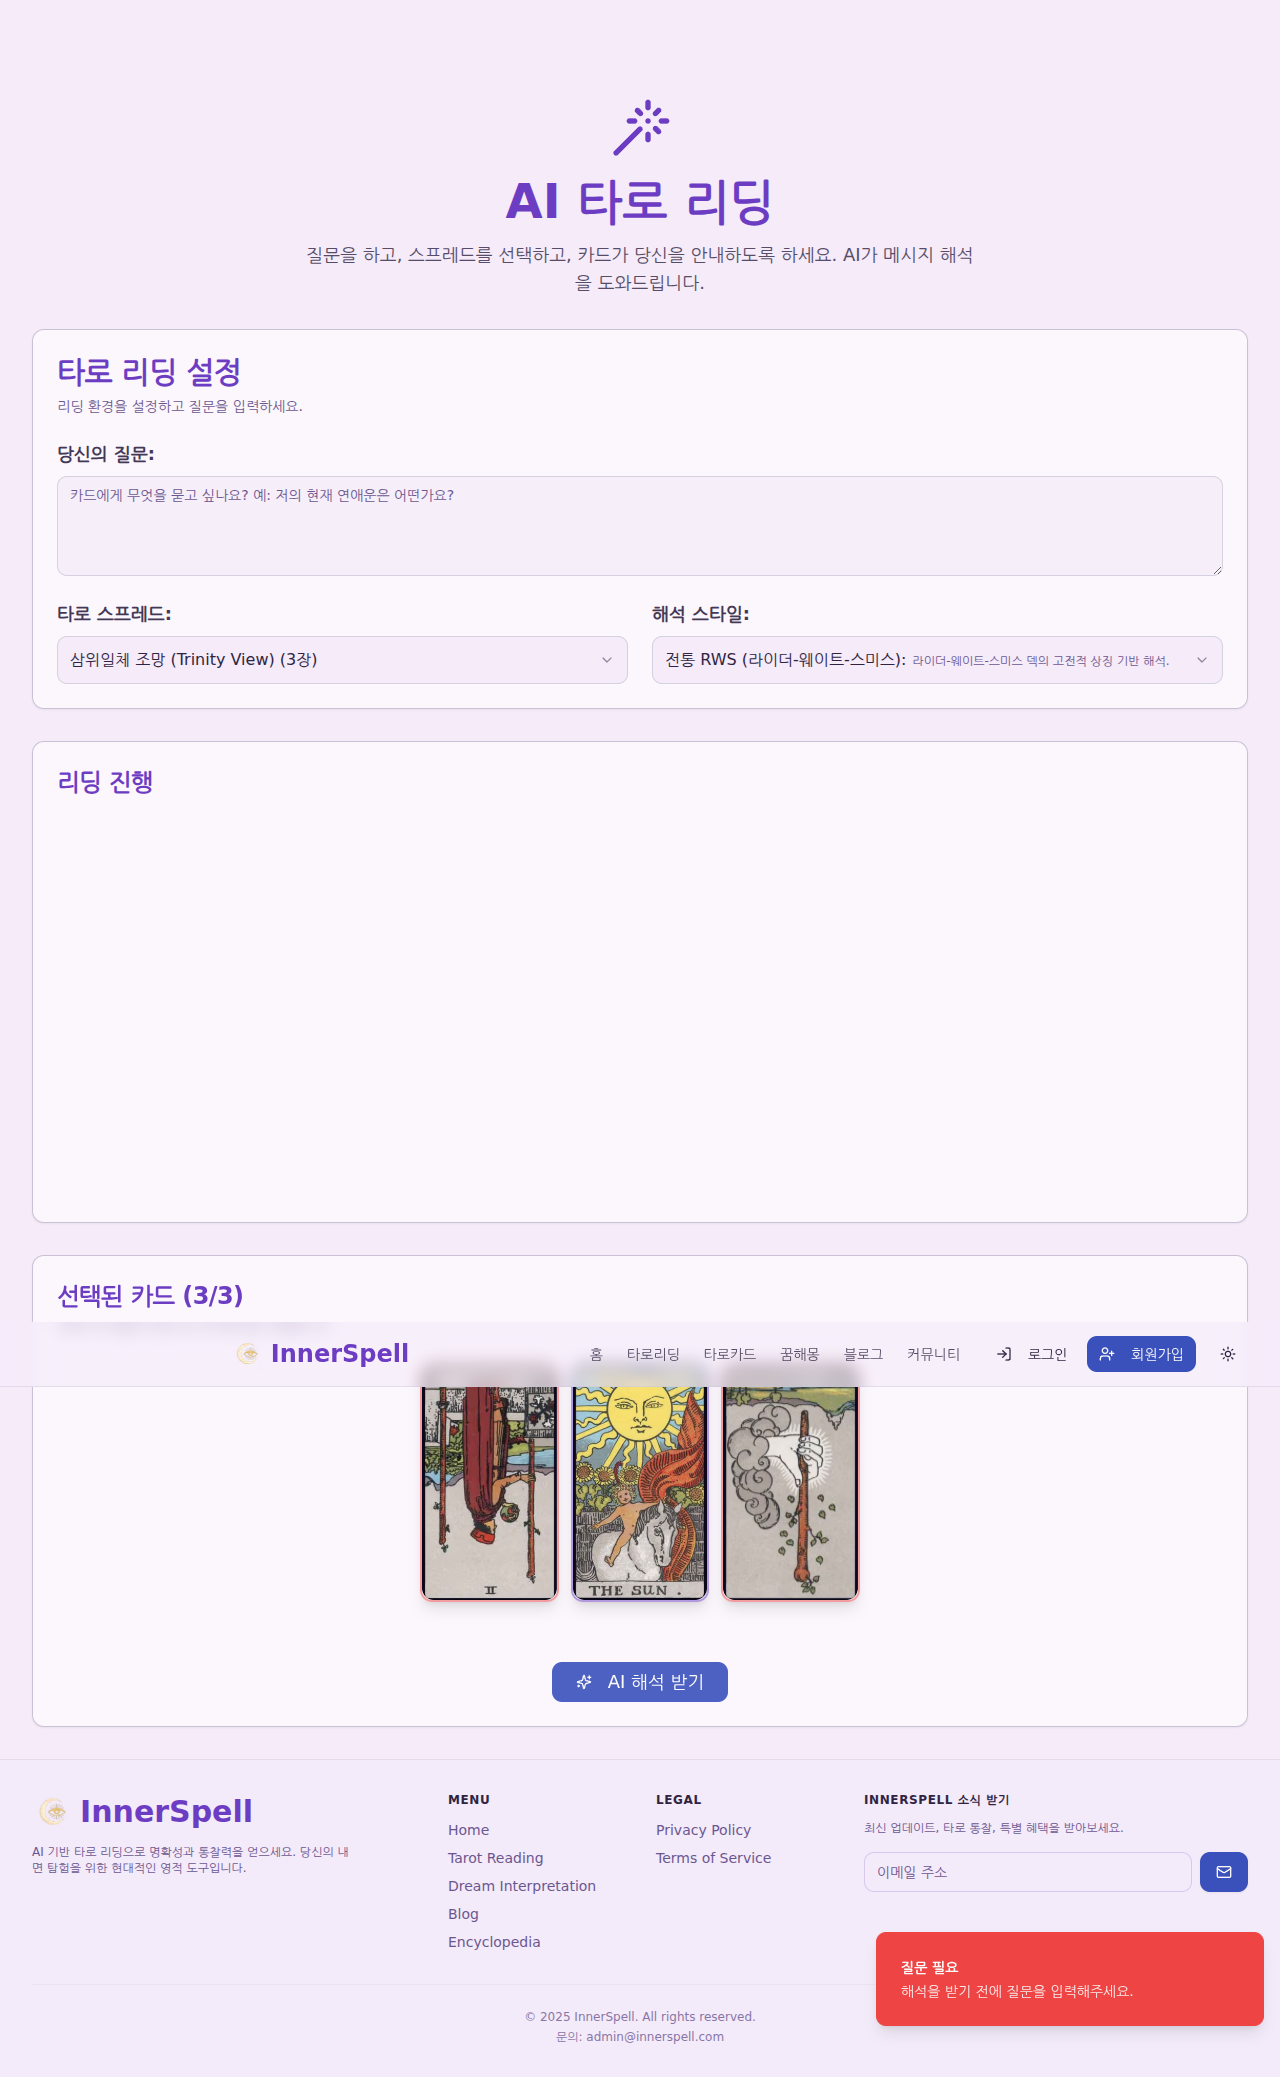 AI 타로 리딩
질문을 하고, 스프레드를 선택하고, 카드가 당신을 안내하도록 하세요. AI가 메시지 해석
을 도와드립니다.
타로 리딩 설정
리딩 환경을 설정하고 질문을 입력하세요.
당신의 질문:
카드에게 무엇을 묻고 싶나요? 예: 저의 현재 연애운은 어떤가요?
타로 스프레드:
삼위일체 조망 (Trinity View) (3장)
해석 스타일:
전통 RWS (라이더-웨이트-스미스): 라이더-웨이트-스미스 덱의 고전적 상징 기반 해석.
리딩 진행
선택된 카드 (3/3)
InnerSpell
홈
타로리딩
타로카드
꿈해몽
블로그
커뮤니티
로그인
회원가입
II
THE SUN.
AI 해석 받기
InnerSpell
AI 기반 타로 리딩으로 명확성과 통찰력을 얻으세요. 당신의 내
면 탐험을 위한 현대적인 영적 도구입니다.
MENU
Home
Tarot Reading
Dream Interpretation
Blog
Encyclopedia
LEGAL
Privacy Policy
Terms of Service
INNERSPELL 소식 받기
최신 업데이트, 타로 통찰, 특별 혜택을 받아보세요.
이메일 주소
질문 필요
해석을 받기 전에 질문을 입력해주세요.
© 2025 InnerSpell. All rights reserved.
문의: admin@innerspell.com